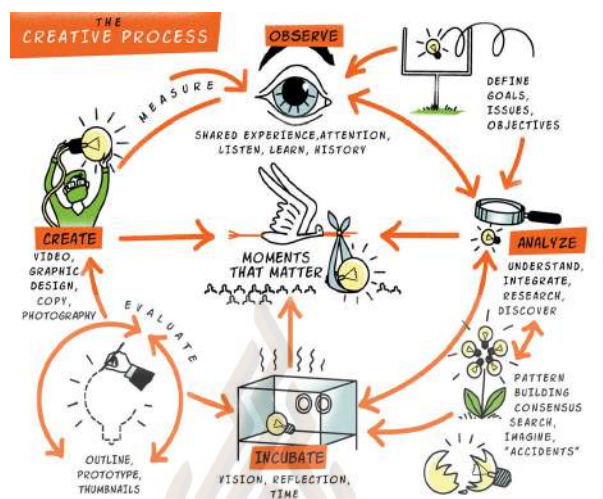 THE
CREATIVE PROCESS
OBSERVE
SHARED EXPERIENCE, ATTENTION,
LISTEN, LEARN, HISTORY
DEFINE
GOALS,
ISSUES,
OBJECTIVES
MEASURE
CREATE
VIDEO,
GRAPHIC
DESIGN,
COPY,
PHOTOGRAPHY
MOMENTS
THAT MATTER
ANALYZE
UNDERSTAND,
INTEGRATE,
RESEARCH,
DISCOVER
EVALUATE
PATTERN
BUILDING
CONSENSUS
SEARCH,
IMAGINE,
"ACCIDENTS"
OUTLINE,
PROTOTYPE,
THUMBNAILS
INCUBATE
VISION, REFLECTION,
TIME